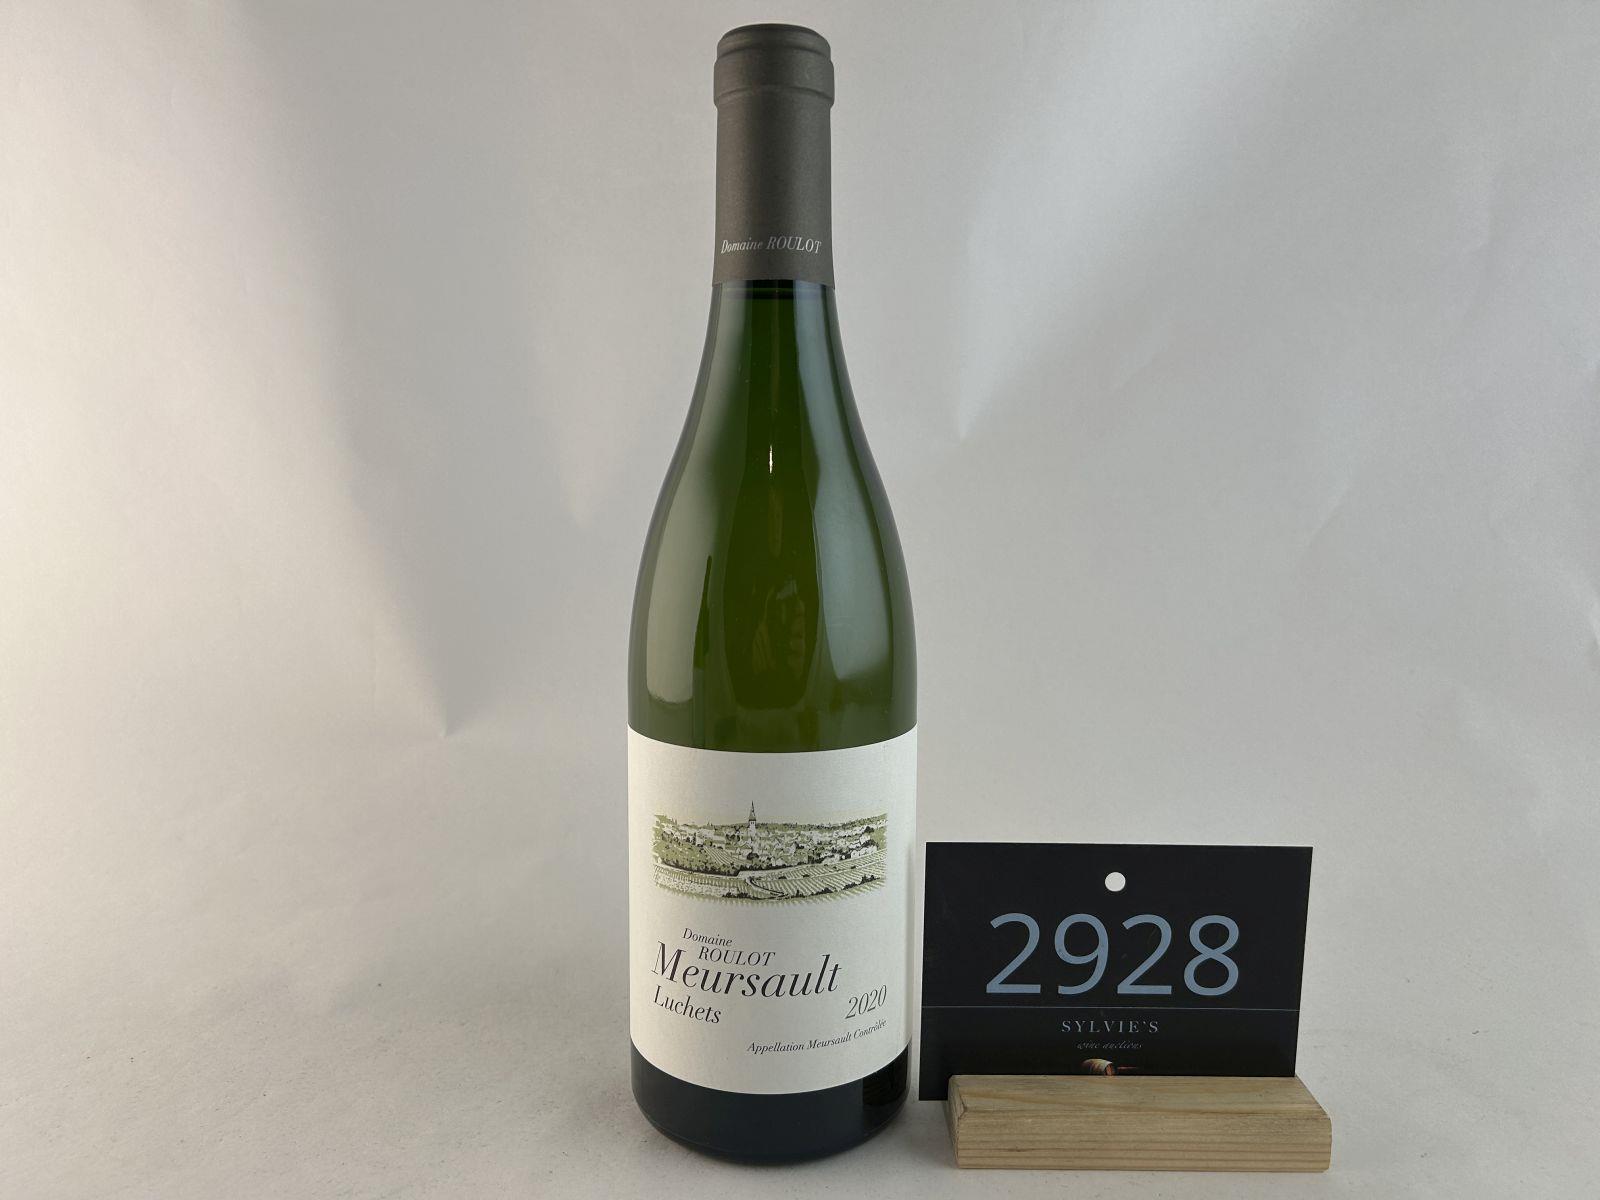 Domaine ROULOT
Domaine
ROULOT
Meursault
Luchets
2020
Appellation Meursault Contrôlée
2928
SYLVIE'S
wine auctions